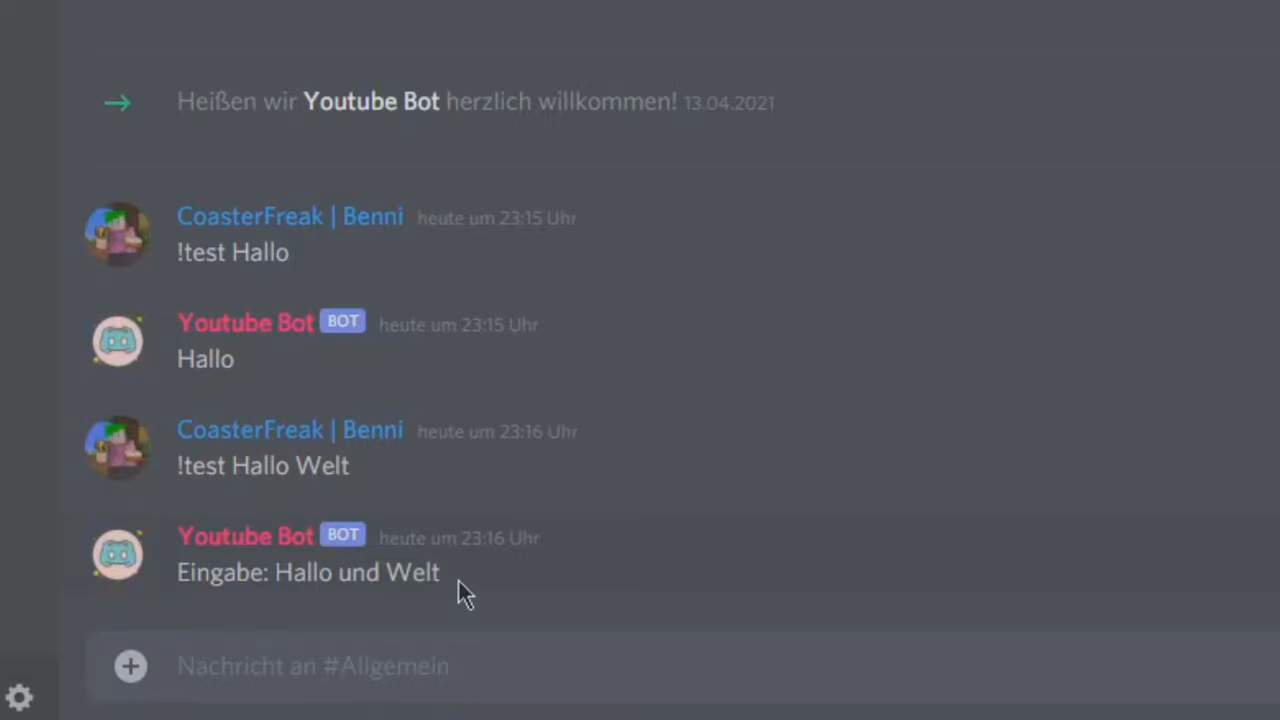 Heißen wir Youtube Bot herzlich willkommen! 13.04.2021
CoasterFreak | Benni heute um 23:15 Uhr
!test Hallo
Youtube Bot BOT heute um 23:15 Uhr
Hallo
CoasterFreak | Benni heute um 23:16 Uhr
!test Hallo Welt
Youtube Bot BOT heute um 23:16 Uhr
Eingabe: Hallo und Welt
Nachricht an #Allgemein